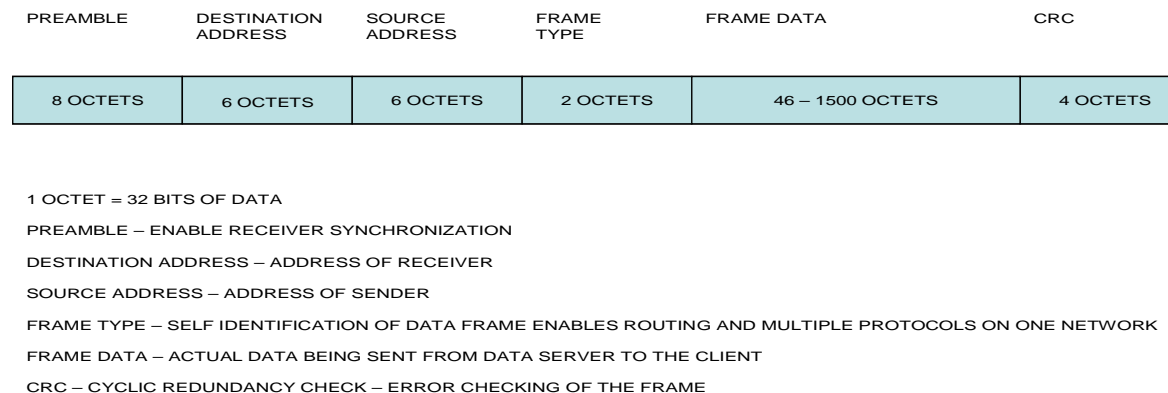 PREAMBLE
DESTINATION ADDRESS
SOURCE ADDRESS
FRAME TYPE
FRAME DATA
CRC
8 OCTETS
6 OCTETS
6 OCTETS
2 OCTETS
46 – 1500 OCTETS
4 OCTETS
1 OCTET = 32 BITS OF DATA
PREAMBLE – ENABLE RECEIVER SYNCHRONIZATION
DESTINATION ADDRESS – ADDRESS OF RECEIVER
SOURCE ADDRESS – ADDRESS OF SENDER
FRAME TYPE – SELF IDENTIFICATION OF DATA FRAME ENABLES ROUTING AND MULTIPLE PROTOCOLS ON ONE NETWORK
FRAME DATA – ACTUAL DATA BEING SENT FROM DATA SERVER TO THE CLIENT
CRC – CYCLIC REDUNDANCY CHECK – ERROR CHECKING OF THE FRAME